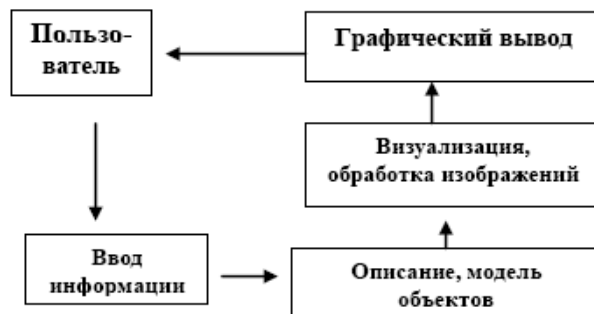 Пользо-
ватель
Графический вывод
Визуализация,
обработка изображений
Ввод
информации
Описание, модель
объектов